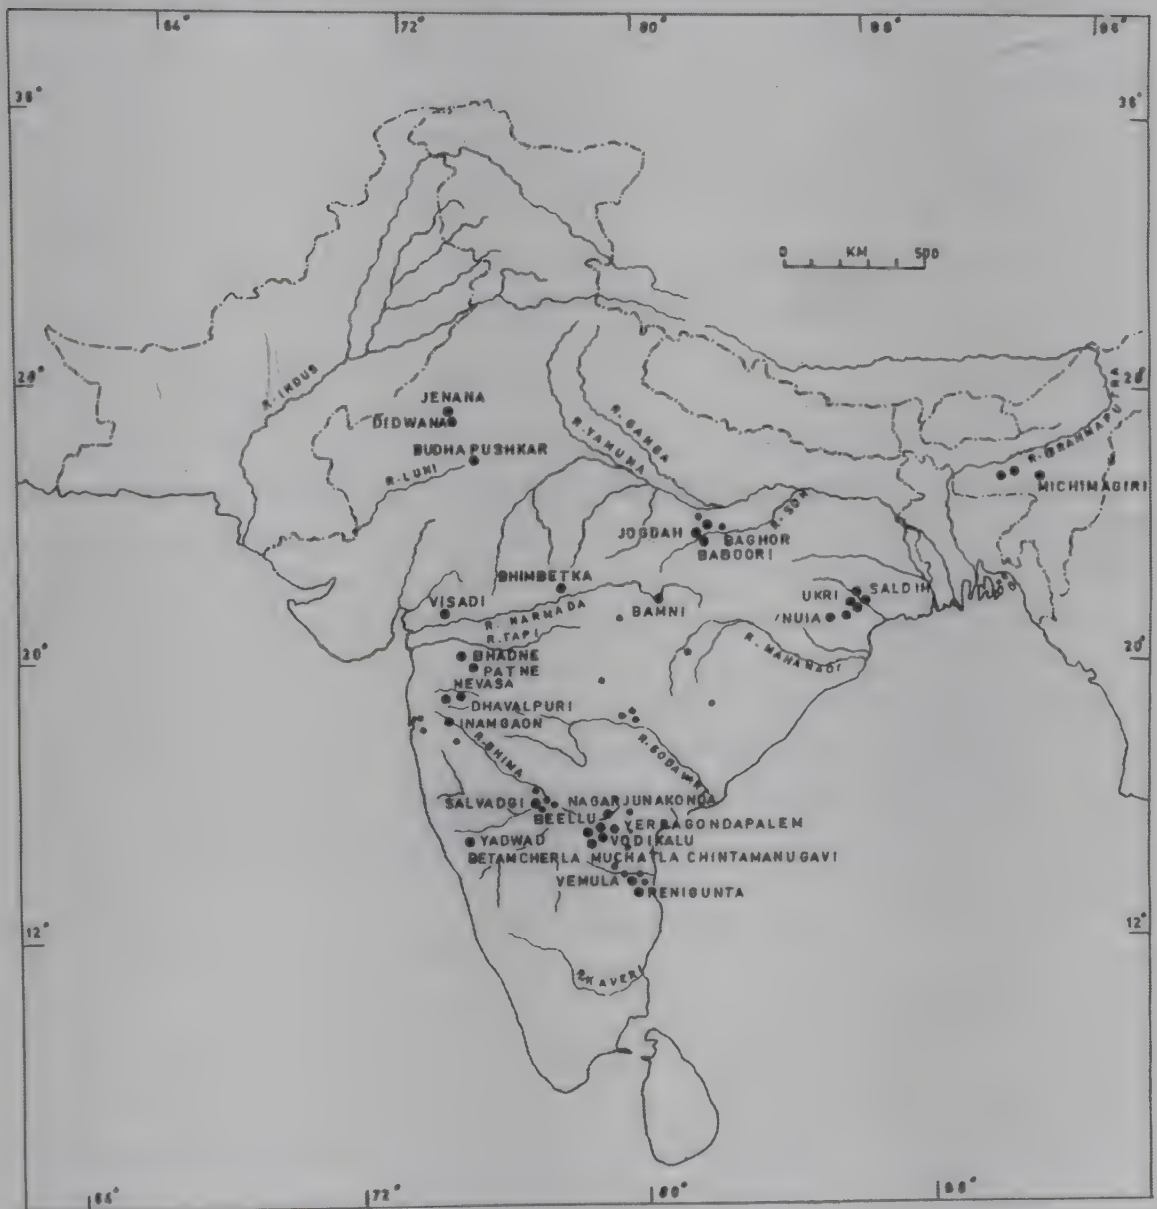 64° 72° 80° 88° 96°
36° 36°
0 KM 500
R. INDUS
28° 28°
JENANA
DIDWANA
BUDHA PUSHKAR
R. LUNI
R. GANGA
R. YAMUNA
R. BRAHMAPUTRA
MICHIMAGIRI
R. SON
JOGDAH
BAGHOR
BABOORI
BHIMBETKA
VISADI
R. NARMADA
R. TAPI
BAMNI
UKRI
SALDIH
NUIA
R. MAHANADI
20° 20°
BHADNE
PATNE
NEVASA
DHAVALPURI
INAMGAON
R. BHIMA
R. GODAVARI
SALVADGI
NAGARJUNAKONDA
BEELLU
YERRAGONDAPALEM
YADWAD
VODIKALU
BETAMCHERLA MUCHATLA CHINTAMANUGAVI
VEMULA
RENIGUNTA
12° 12°
R. KAVERI
72° 80° 88°